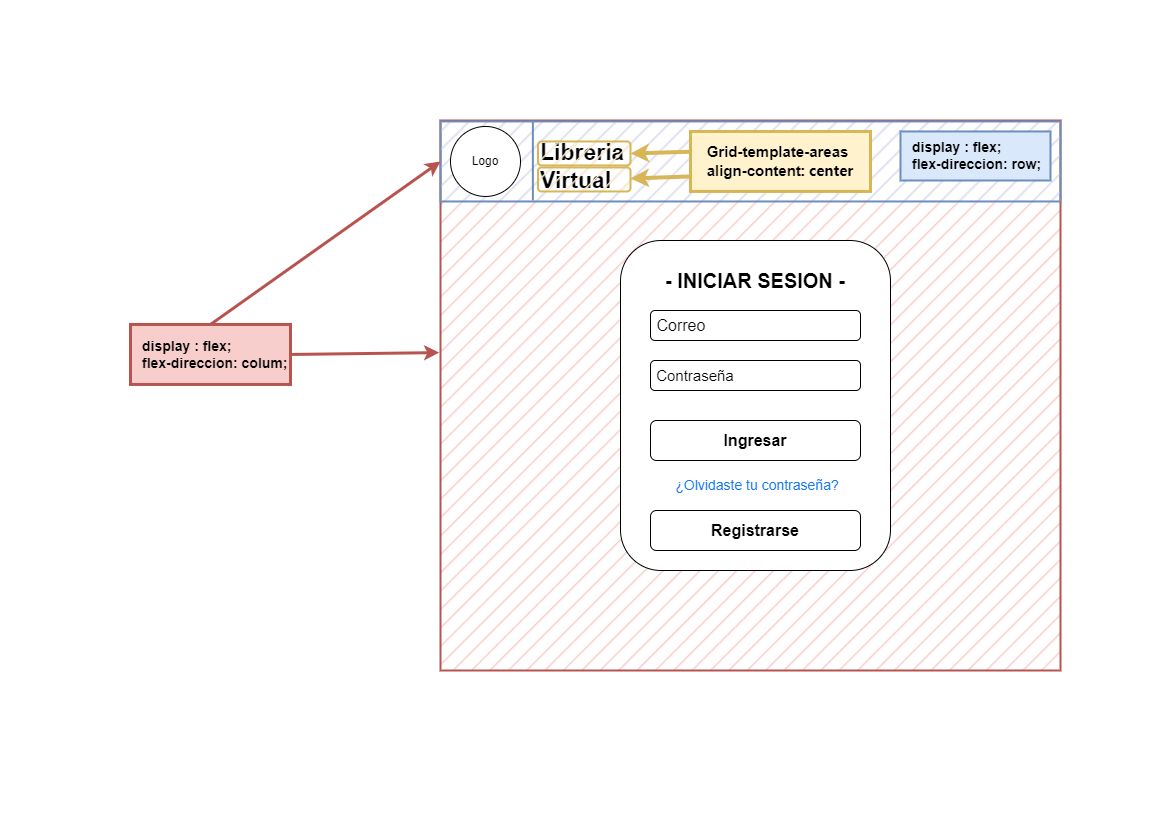 Logo
Libreria
Virtual
Grid-template-areas
align-content: center
display : flex;
flex-direccion: row;
- INICIAR SESION -
Correo
display : flex;
flex-direccion: colum;
Contraseña
Ingresar
¿Olvidaste tu contraseña?
Registrarse